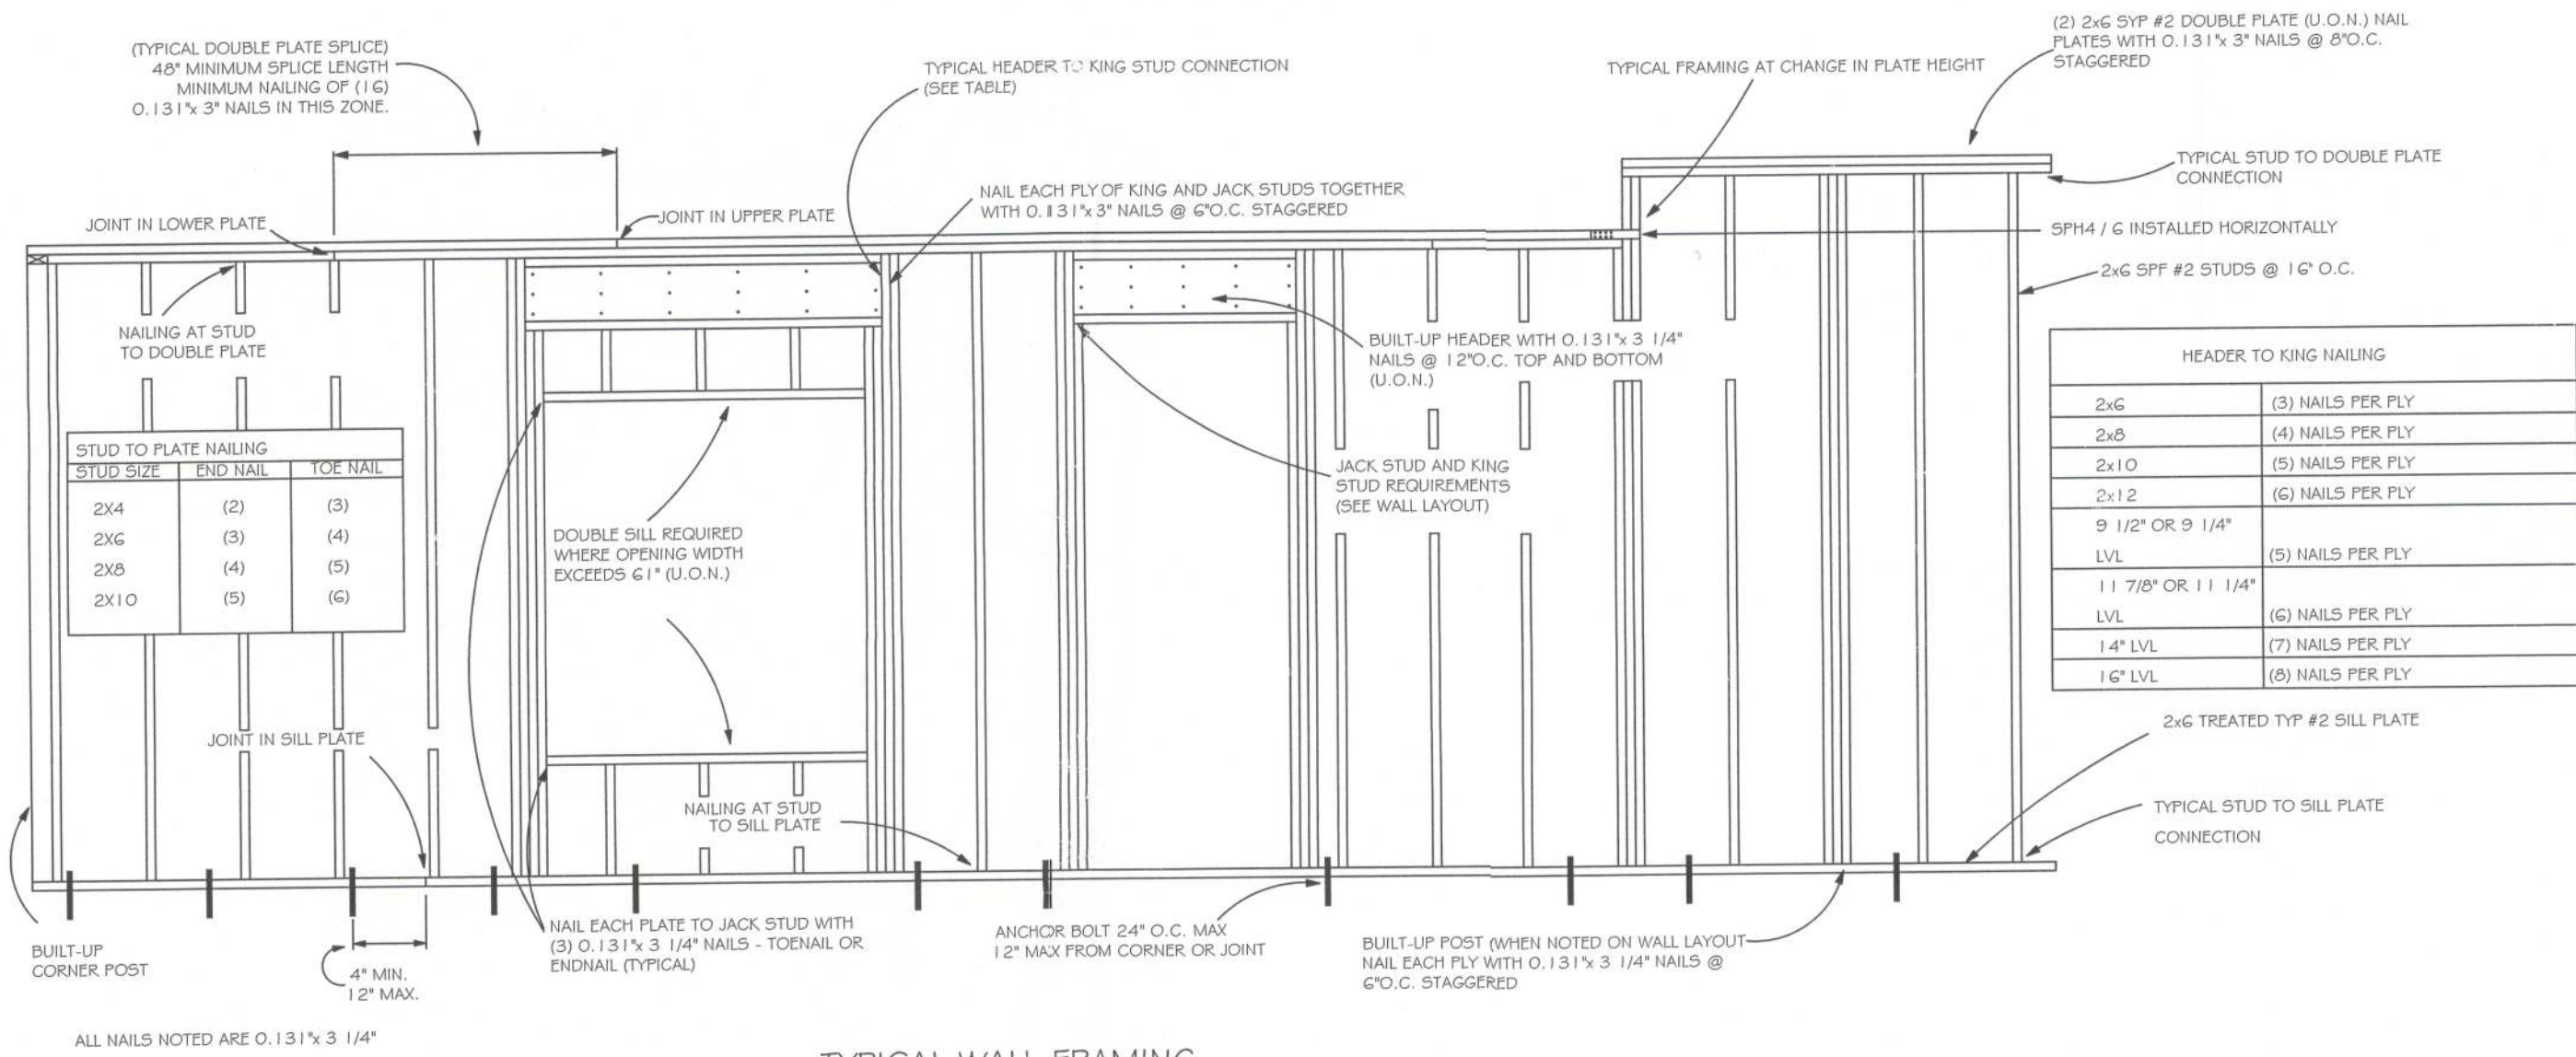 (TYPICAL DOUBLE PLATE SPLICE)
48" MINIMUM SPLICE LENGTH
MINIMUM NAILING OF (16)
0.131"x 3" NAILS IN THIS ZONE.
TYPICAL HEADER TO KING STUD CONNECTION
(SEE TABLE)
TYPICAL FRAMING AT CHANGE IN PLATE HEIGHT
(2) 2x6 SYP #2 DOUBLE PLATE (U.O.N.) NAIL
PLATES WITH 0.131"x 3" NAILS @ 8"O.C.
STAGGERED
TYPICAL STUD TO DOUBLE PLATE
CONNECTION
NAIL EACH PLY OF KING AND JACK STUDS TOGETHER
WITH 0.131"x 3" NAILS @ 6"O.C. STAGGERED
JOINT IN LOWER PLATE
JOINT IN UPPER PLATE
SPH4 / 6 INSTALLED HORIZONTALLY
2x6 SPF #2 STUDS @ 16" O.C.
NAILING AT STUD
TO DOUBLE PLATE
BUILT-UP HEADER WITH 0.131"x 3 1/4"
NAILS @ 12"O.C. TOP AND BOTTOM
(U.O.N.)
HEADER TO KING NAILING
2x6 (3) NAILS PER PLY
2x8 (4) NAILS PER PLY
2x10 (5) NAILS PER PLY
2x12 (6) NAILS PER PLY
9 1/2" OR 9 1/4"
LVL (5) NAILS PER PLY
11 7/8" OR 11 1/4"
LVL (6) NAILS PER PLY
14" LVL (7) NAILS PER PLY
16" LVL (8) NAILS PER PLY
STUD TO PLATE NAILING
STUD SIZE END NAIL TOE NAIL
2X4 (2) (3)
2X6 (3) (4)
2X8 (4) (5)
2X10 (5) (6)
JACK STUD AND KING
STUD REQUIREMENTS
(SEE WALL LAYOUT)
DOUBLE SILL REQUIRED
WHERE OPENING WIDTH
EXCEEDS 61" (U.O.N.)
JOINT IN SILL PLATE
2x6 TREATED TYP #2 SILL PLATE
NAILING AT STUD
TO SILL PLATE
TYPICAL STUD TO SILL PLATE
CONNECTION
BUILT-UP
CORNER POST
4" MIN.
12" MAX.
NAIL EACH PLATE TO JACK STUD WITH
(3) 0.131"x 3 1/4" NAILS - TOENAIL OR
ENDNAIL (TYPICAL)
ANCHOR BOLT 24" O.C. MAX
12" MAX FROM CORNER OR JOINT
BUILT-UP POST (WHEN NOTED ON WALL LAYOUT
NAIL EACH PLY WITH 0.131"x 3 1/4" NAILS @
6"O.C. STAGGERED
ALL NAILS NOTED ARE 0.131"x 3 1/4"
TYPICAL WALL FRAMING